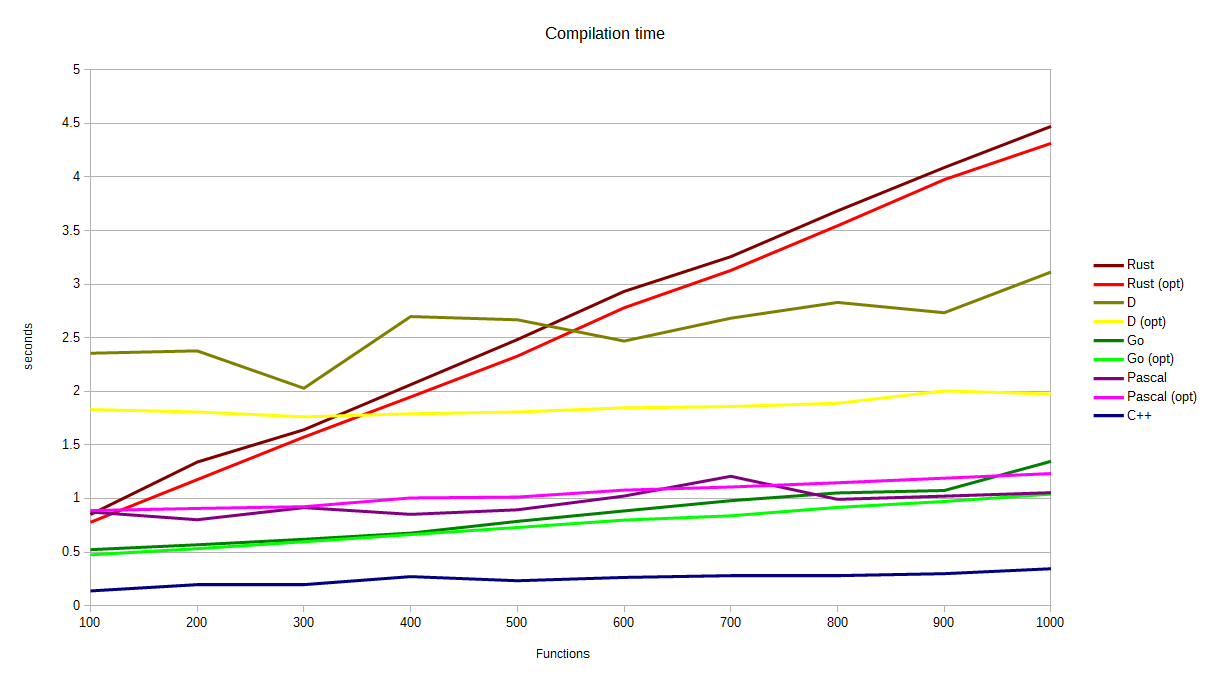 Compilation time
5
4.5
4
3.5
3
2.5
2
1.5
1
0.5
0
seconds
100 200 300 400 500 600 700 800 900 1000
Functions
Rust
Rust (opt)
D
D (opt)
Go
Go (opt)
Pascal
Pascal (opt)
C++